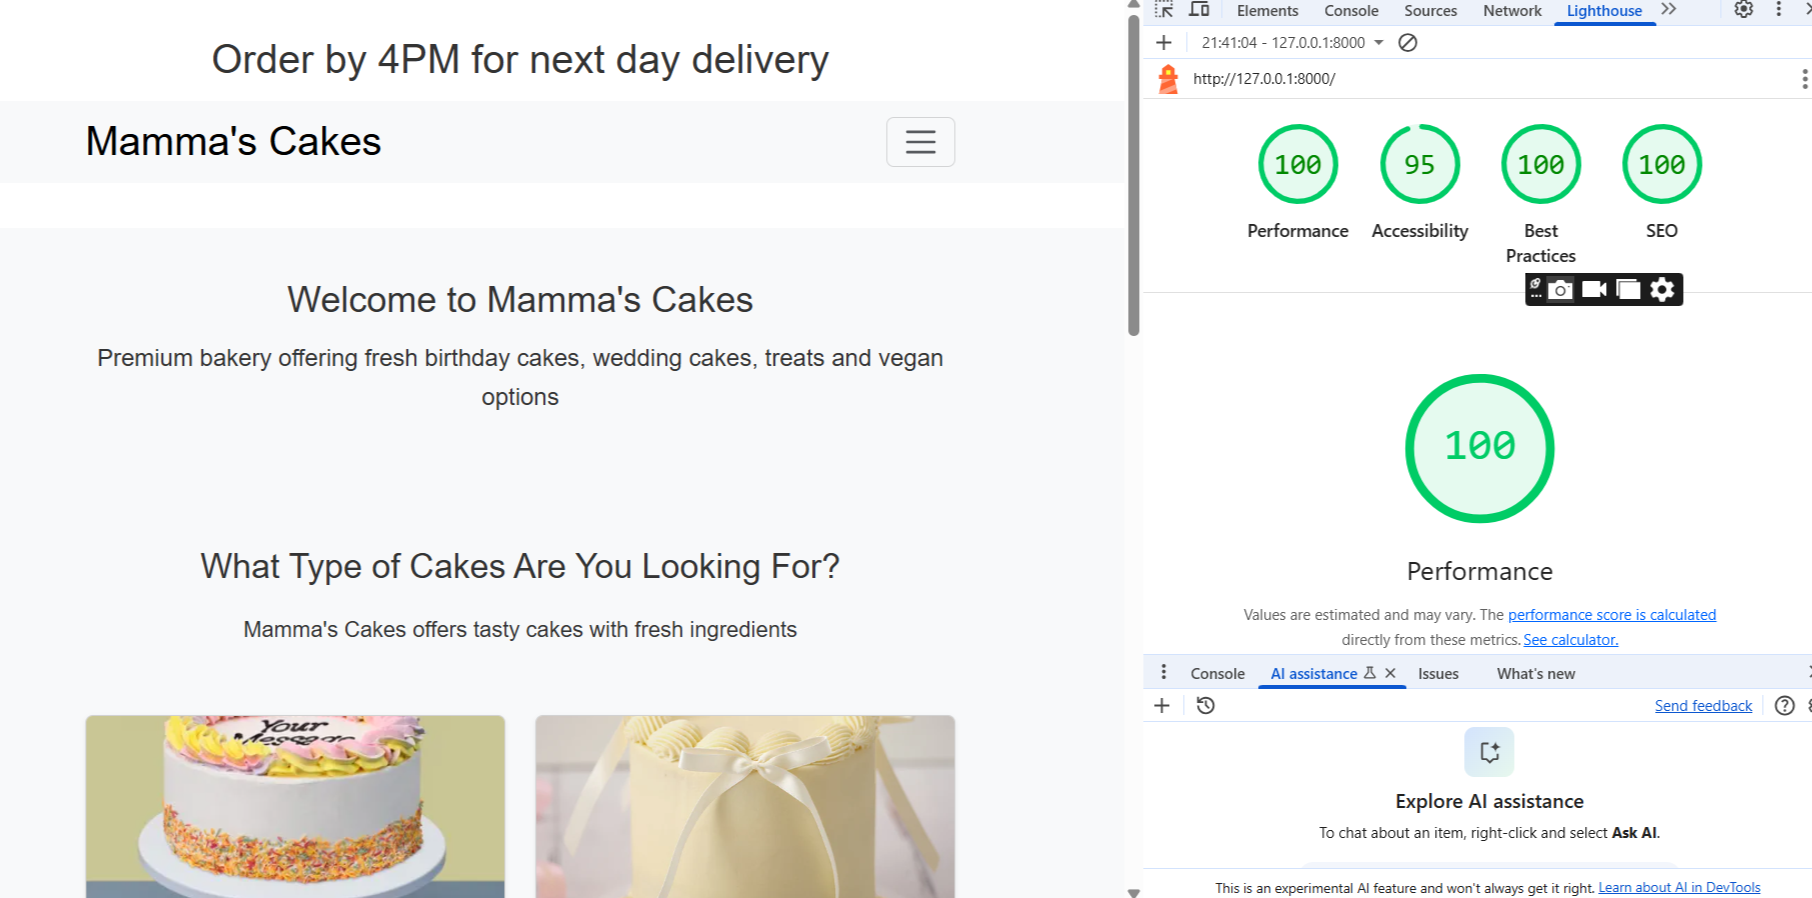 Order by 4PM for next day delivery
Mamma's Cakes
Welcome to Mamma's Cakes
Premium bakery offering fresh birthday cakes, wedding cakes, treats and vegan
options
What Type of Cakes Are You Looking For?
Mamma's Cakes offers tasty cakes with fresh ingredients
Your
Message
Elements Console Sources Network Lighthouse
21:41:04 - 127.0.0.1:8000
http://127.0.0.1:8000/
100 95 100 100
Performance Accessibility Best Practices SEO
100
Performance
Values are estimated and may vary. The performance score is calculated
directly from these metrics. See calculator.
Console AI assistance Issues What's new
Send feedback
Explore AI assistance
To chat about an item, right-click and select Ask AI.
This is an experimental AI feature and won't always get it right. Learn about AI in DevTools